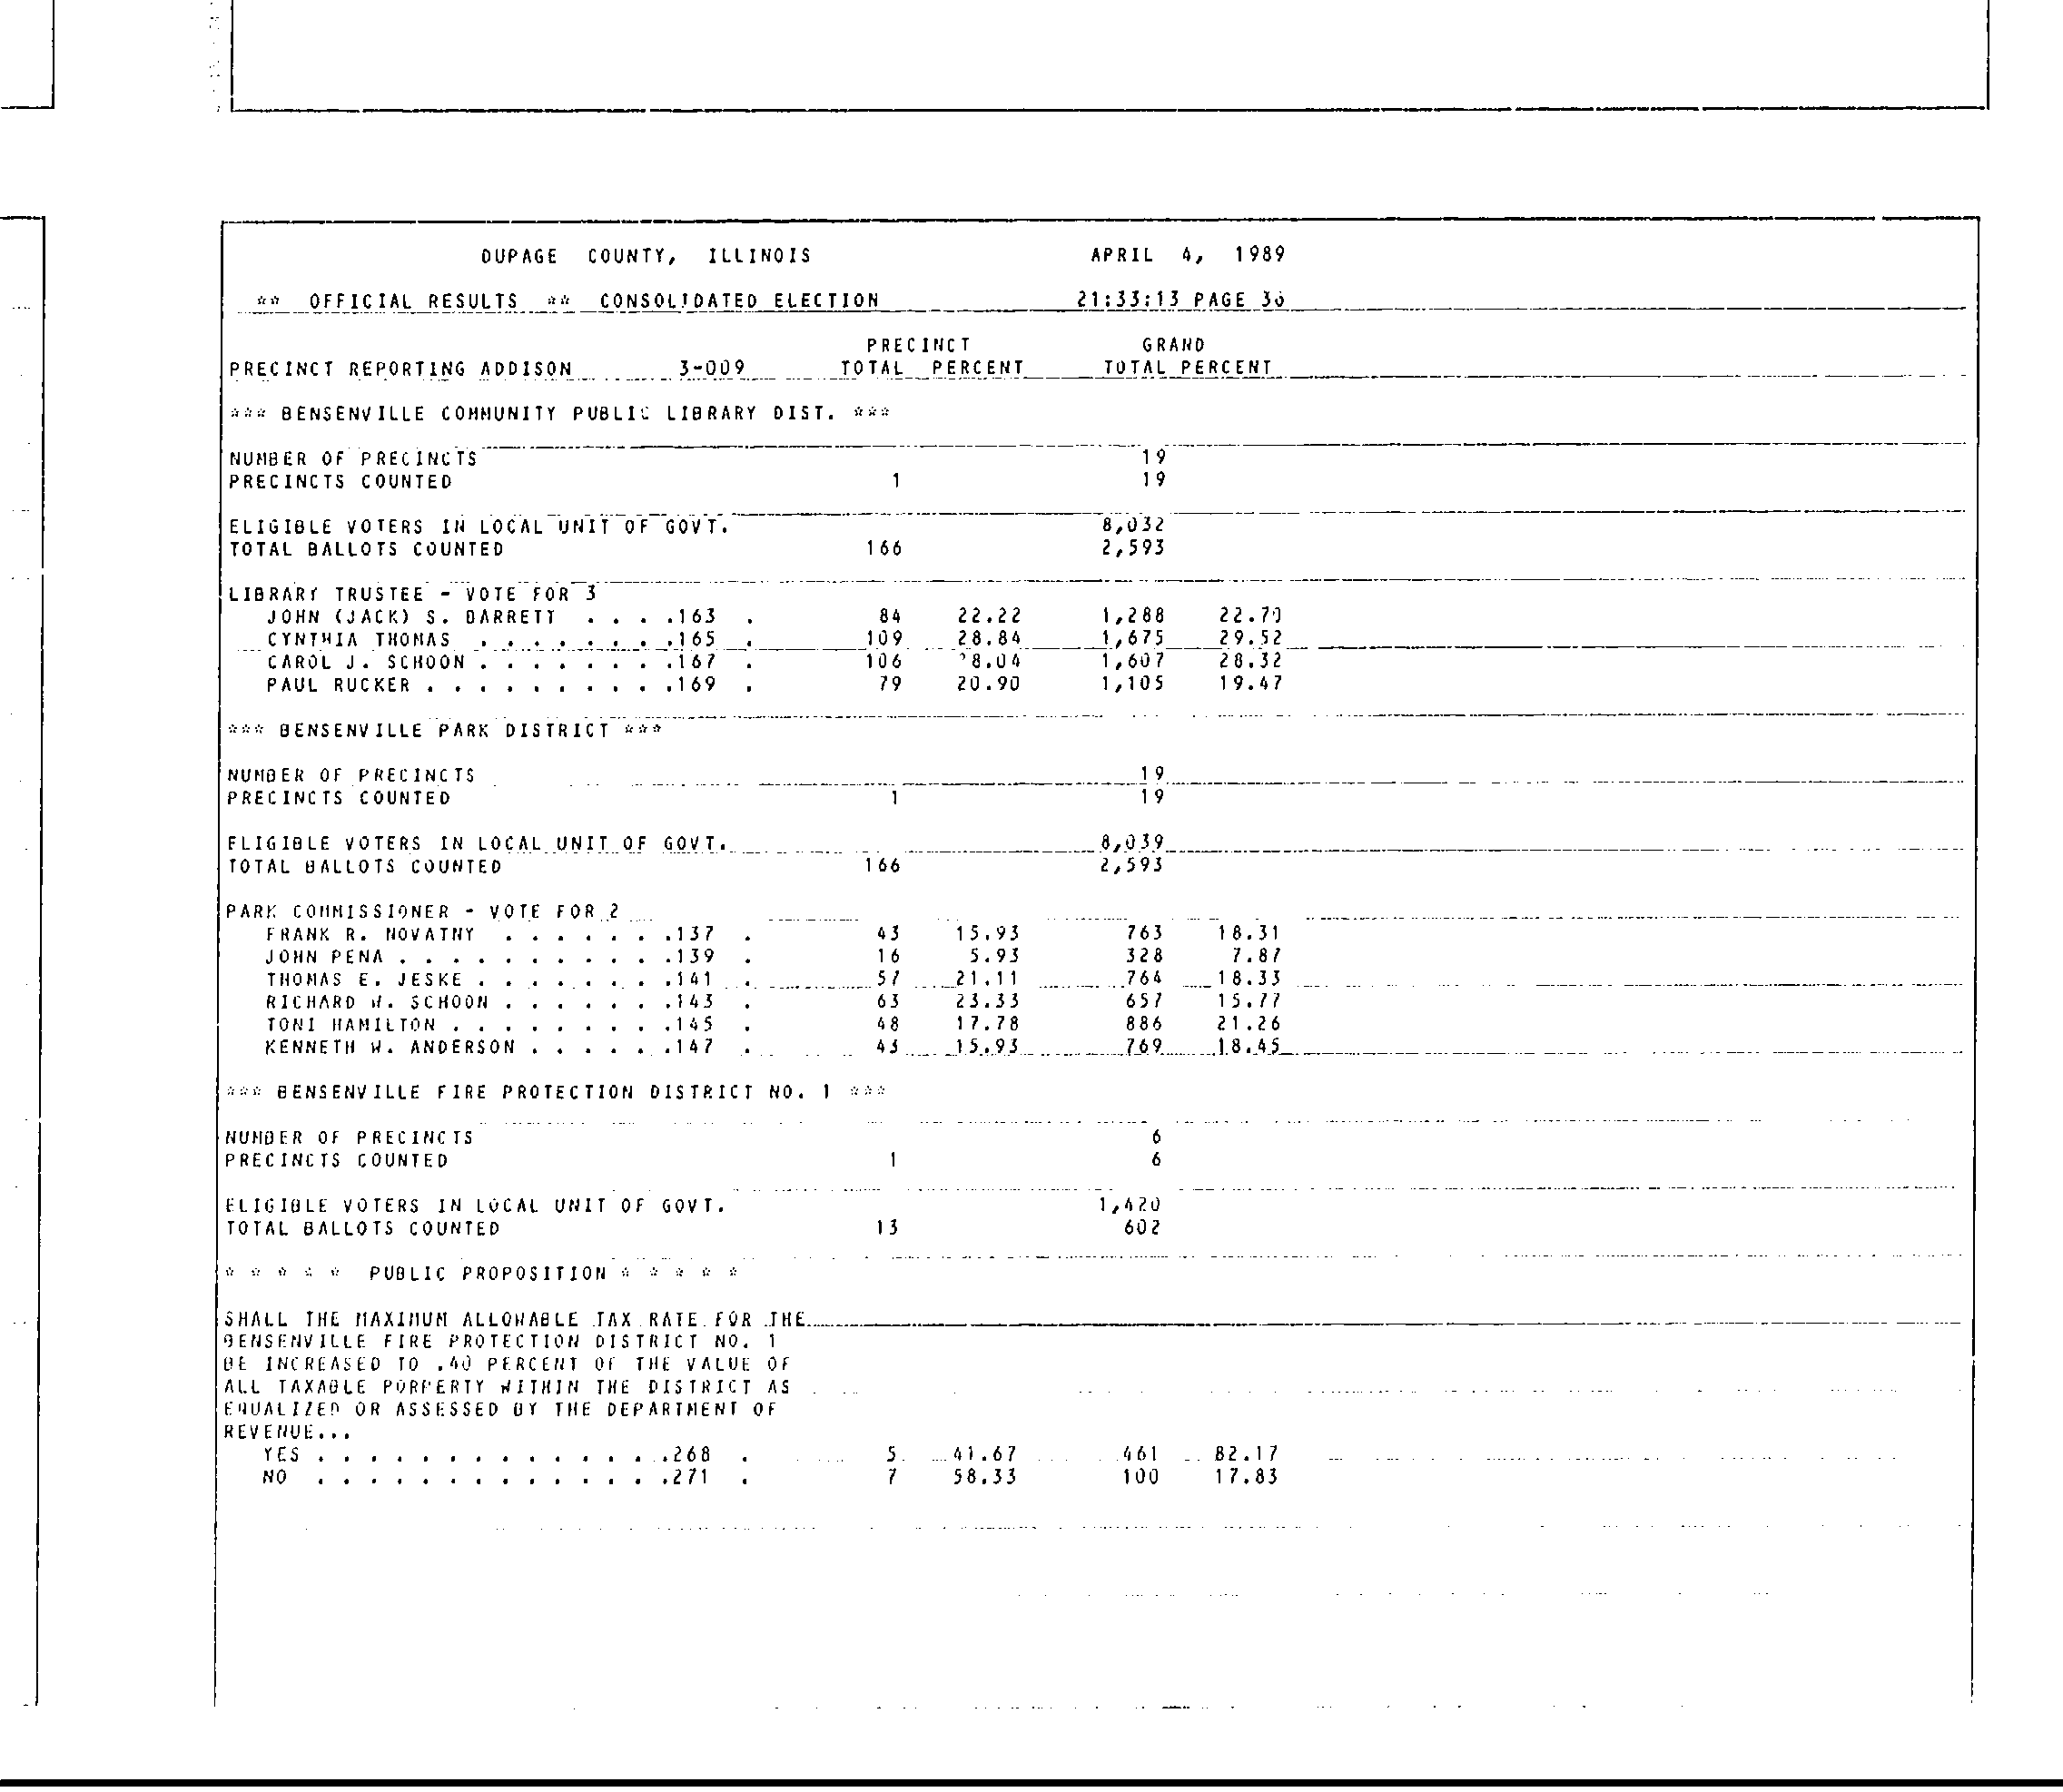 DUPAGE COUNTY, ILLINOIS APRIL 4, 1989
** OFFICIAL RESULTS ** CONSOLIDATED ELECTION 21:33:13 PAGE 36
PRECINCT GRAND
PRECINCT REPORTING ADDISON 3-009 TOTAL PERCENT TOTAL PERCENT
*** BENSENVILLE COMMUNITY PUBLIC LIBRARY DIST. ***
NUMBER OF PRECINCTS 19
PRECINCTS COUNTED 1 19
ELIGIBLE VOTERS IN LOCAL UNIT OF GOVT. 8,032
TOTAL BALLOTS COUNTED 166 2,593
LIBRARY TRUSTEE - VOTE FOR 3
JOHN (JACK) S. BARRETT . . . .163 . 84 22.22 1,288 22.70
CYNTHIA THOMAS . . . . . . . .165 . 109 28.84 1,675 29.52
CAROL J. SCHOON . . . . . . . .167 . 106 28.04 1,607 28.32
PAUL RUCKER . . . . . . . . . .169 . 79 20.90 1,105 19.47
*** BENSENVILLE PARK DISTRICT ***
NUMBER OF PRECINCTS 19
PRECINCTS COUNTED 1 19
ELIGIBLE VOTERS IN LOCAL UNIT OF GOVT. 8,039
TOTAL BALLOTS COUNTED 166 2,593
PARK COMMISSIONER - VOTE FOR 2
FRANK R. NOVATNY . . . . . . .137 . 43 15.93 763 18.31
JOHN PENA . . . . . . . . . . .139 . 16 5.93 328 7.87
THOMAS E. JESKE . . . . . . . .141 . 57 21.11 764 18.33
RICHARD W. SCHOON . . . . . . .143 . 63 23.33 657 15.77
TONI HAMILTON . . . . . . . . .145 . 48 17.78 886 21.26
KENNETH W. ANDERSON . . . . . .147 . 43 15.93 769 18.45
*** BENSENVILLE FIRE PROTECTION DISTRICT NO. 1 ***
NUMBER OF PRECINCTS 6
PRECINCTS COUNTED 1 6
ELIGIBLE VOTERS IN LOCAL UNIT OF GOVT. 1,420
TOTAL BALLOTS COUNTED 13 602
* * * * * PUBLIC PROPOSITION * * * * *
SHALL THE MAXIMUM ALLOWABLE TAX RATE FOR THE
BENSENVILLE FIRE PROTECTION DISTRICT NO. 1
BE INCREASED TO .40 PERCENT OF THE VALUE OF
ALL TAXABLE PORPERTY WITHIN THE DISTRICT AS
EQUALIZED OR ASSESSED BY THE DEPARTMENT OF
REVENUE...
YES . . . . . . . . . . . . . .268 . 5 41.67 461 82.17
NO . . . . . . . . . . . . . .271 . 7 58.33 100 17.83